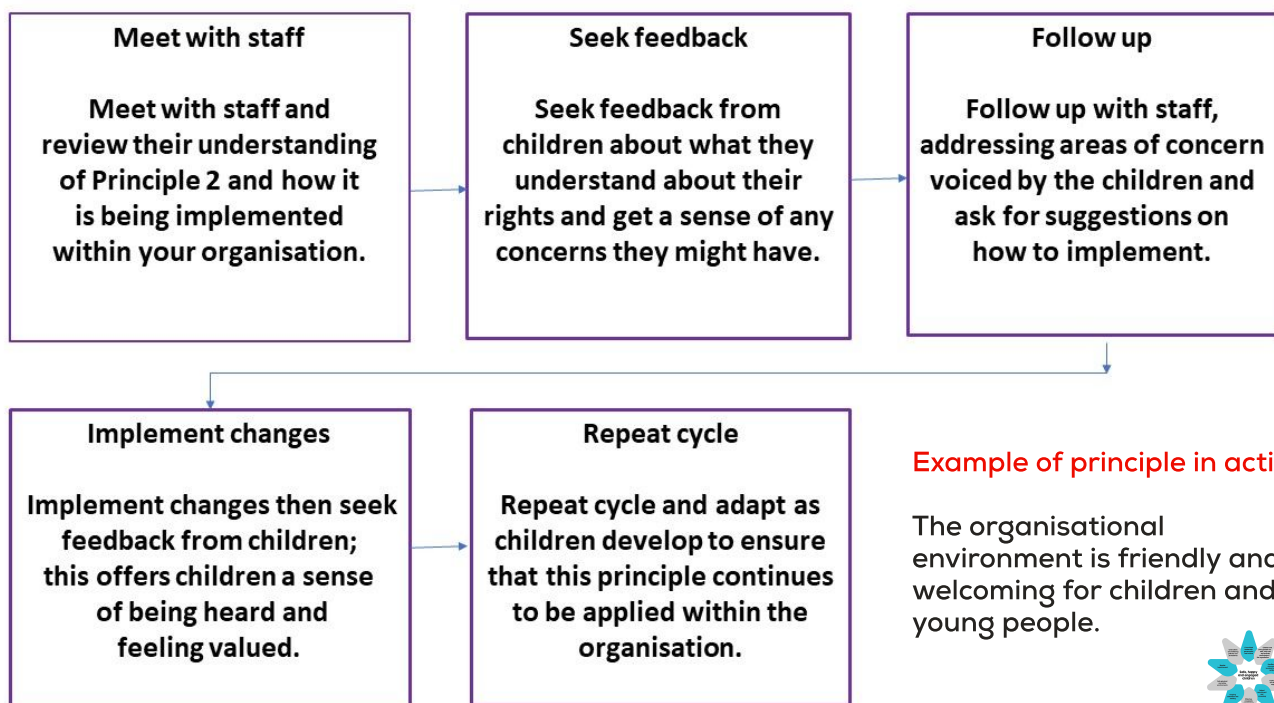 Meet with staff
Meet with staff and
review their understanding
of Principle 2 and how it
is being implemented
within your organisation.
Seek feedback
Seek feedback from
children about what they
understand about their
rights and get a sense of any
concerns they might have.
Follow up
Follow up with staff,
addressing areas of concern
voiced by the children and
ask for suggestions on
how to implement.
Implement changes
Implement changes then seek
feedback from children;
this offers children a sense
of being heard and
feeling valued.
Repeat cycle
Repeat cycle and adapt as
children develop to ensure
that this principle continues
to be applied within the
organisation.
Example of principle in acti
The organisational
environment is friendly and
welcoming for children and
young people.
Safe, happy
and engaged
children